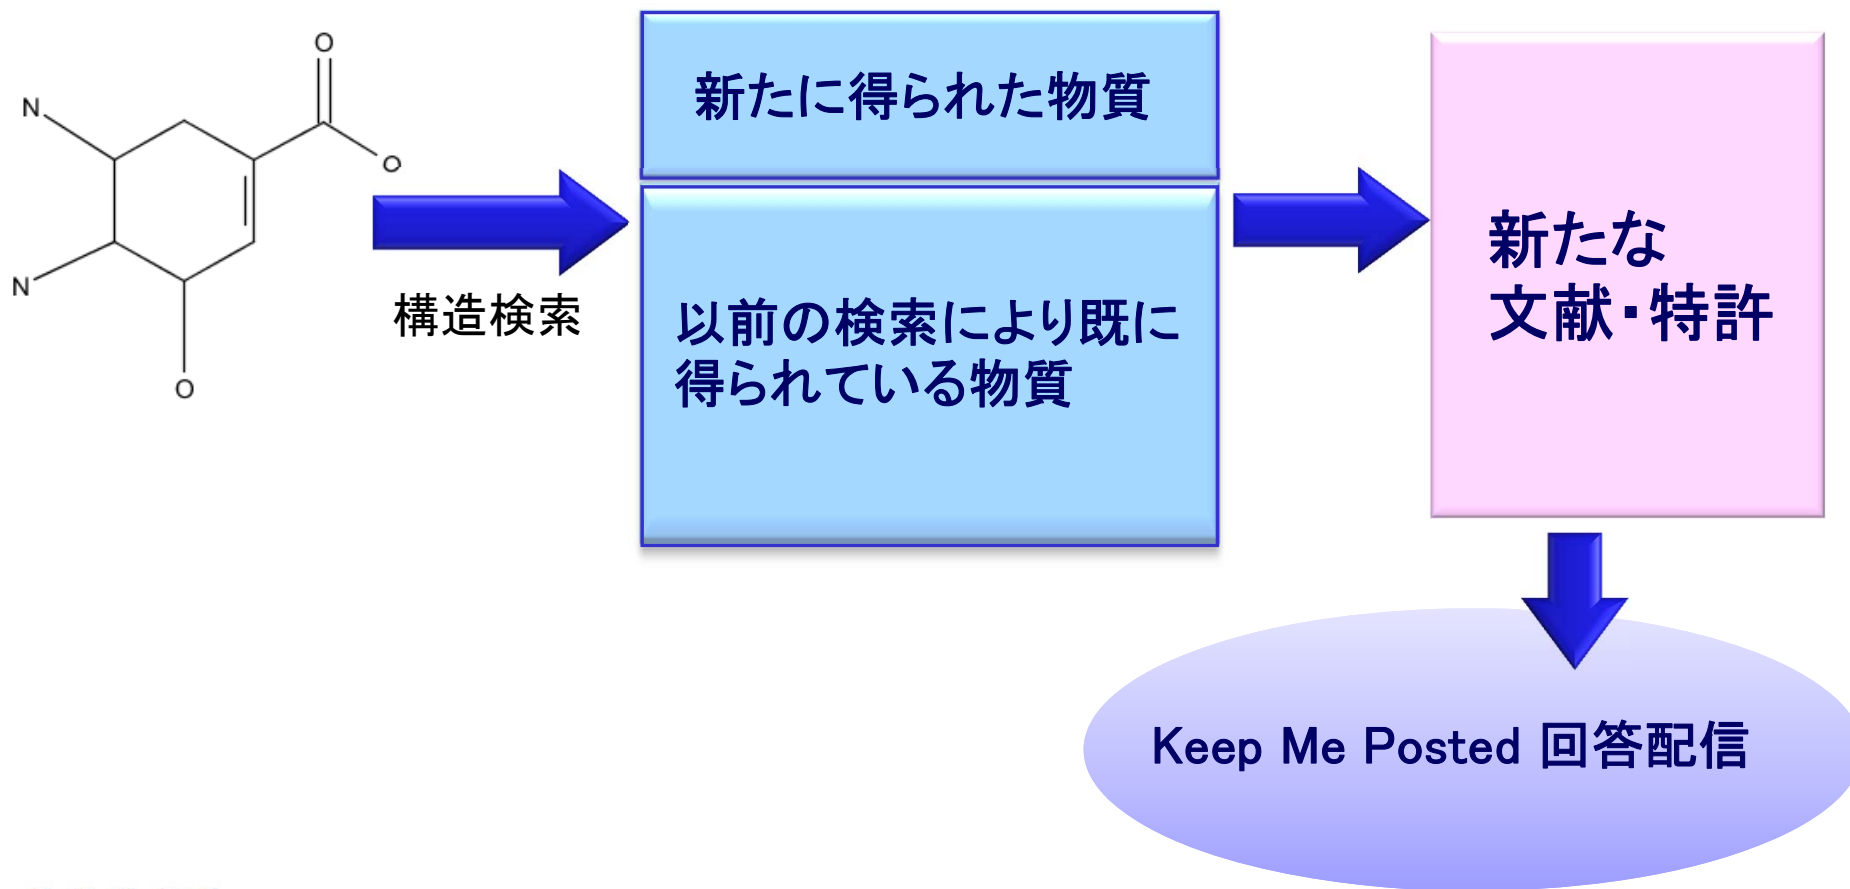 O
N
O
N
O
構造検索
新たに得られた物質
以前の検索により既に
得られている物質
新たな
文献・特許
Keep Me Posted 回答配信